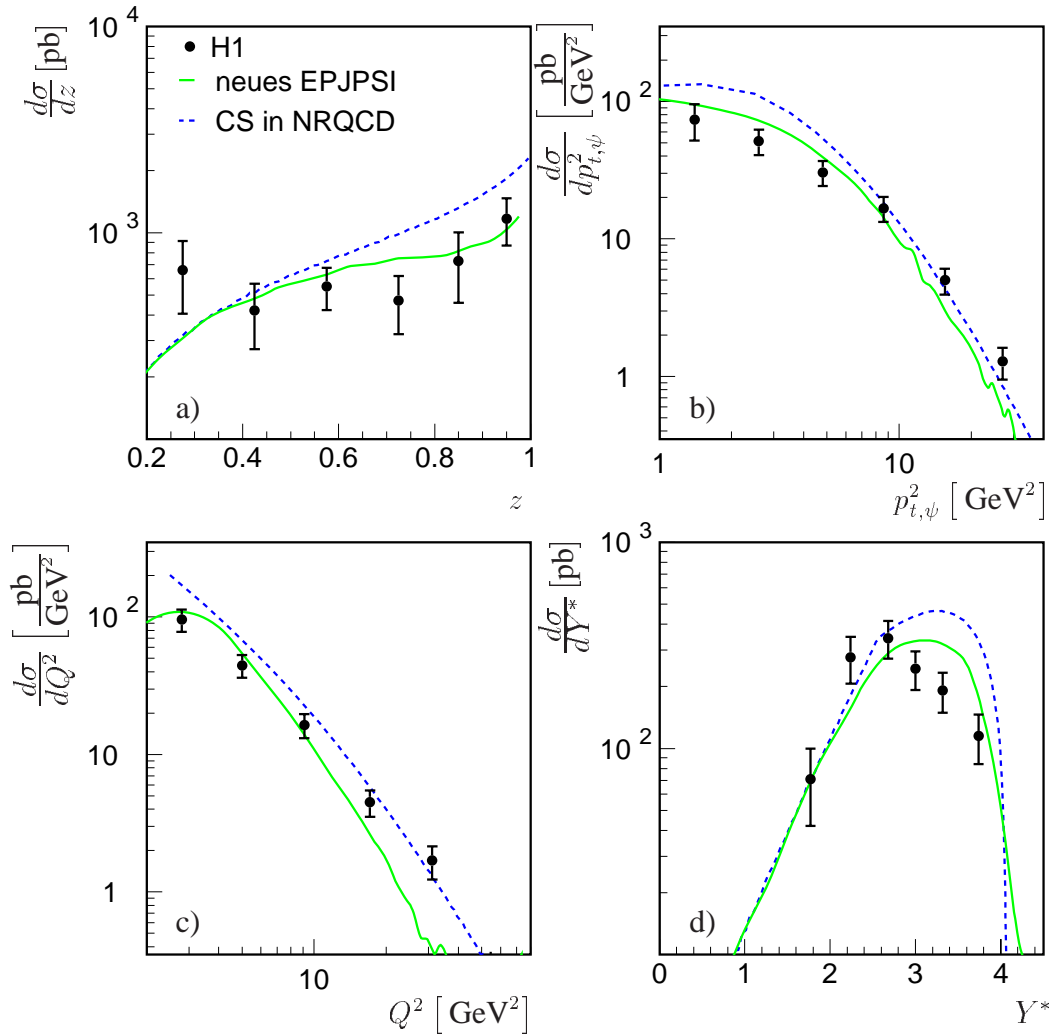 dσ/dz [pb]
10^4
10^3
H1
neues EPJPSI
CS in NRQCD
a)
0.2 0.4 0.6 0.8 1
z
dσ/dp²_{t,ψ} [pb/GeV²]
10^2
10
1
b)
1 10
p²_{t,ψ} [GeV²]
dσ/dQ² [pb/GeV²]
10^2
10
1
c)
10
Q² [GeV²]
dσ/dY* [pb]
10^3
10^2
d)
0 1 2 3 4
Y*